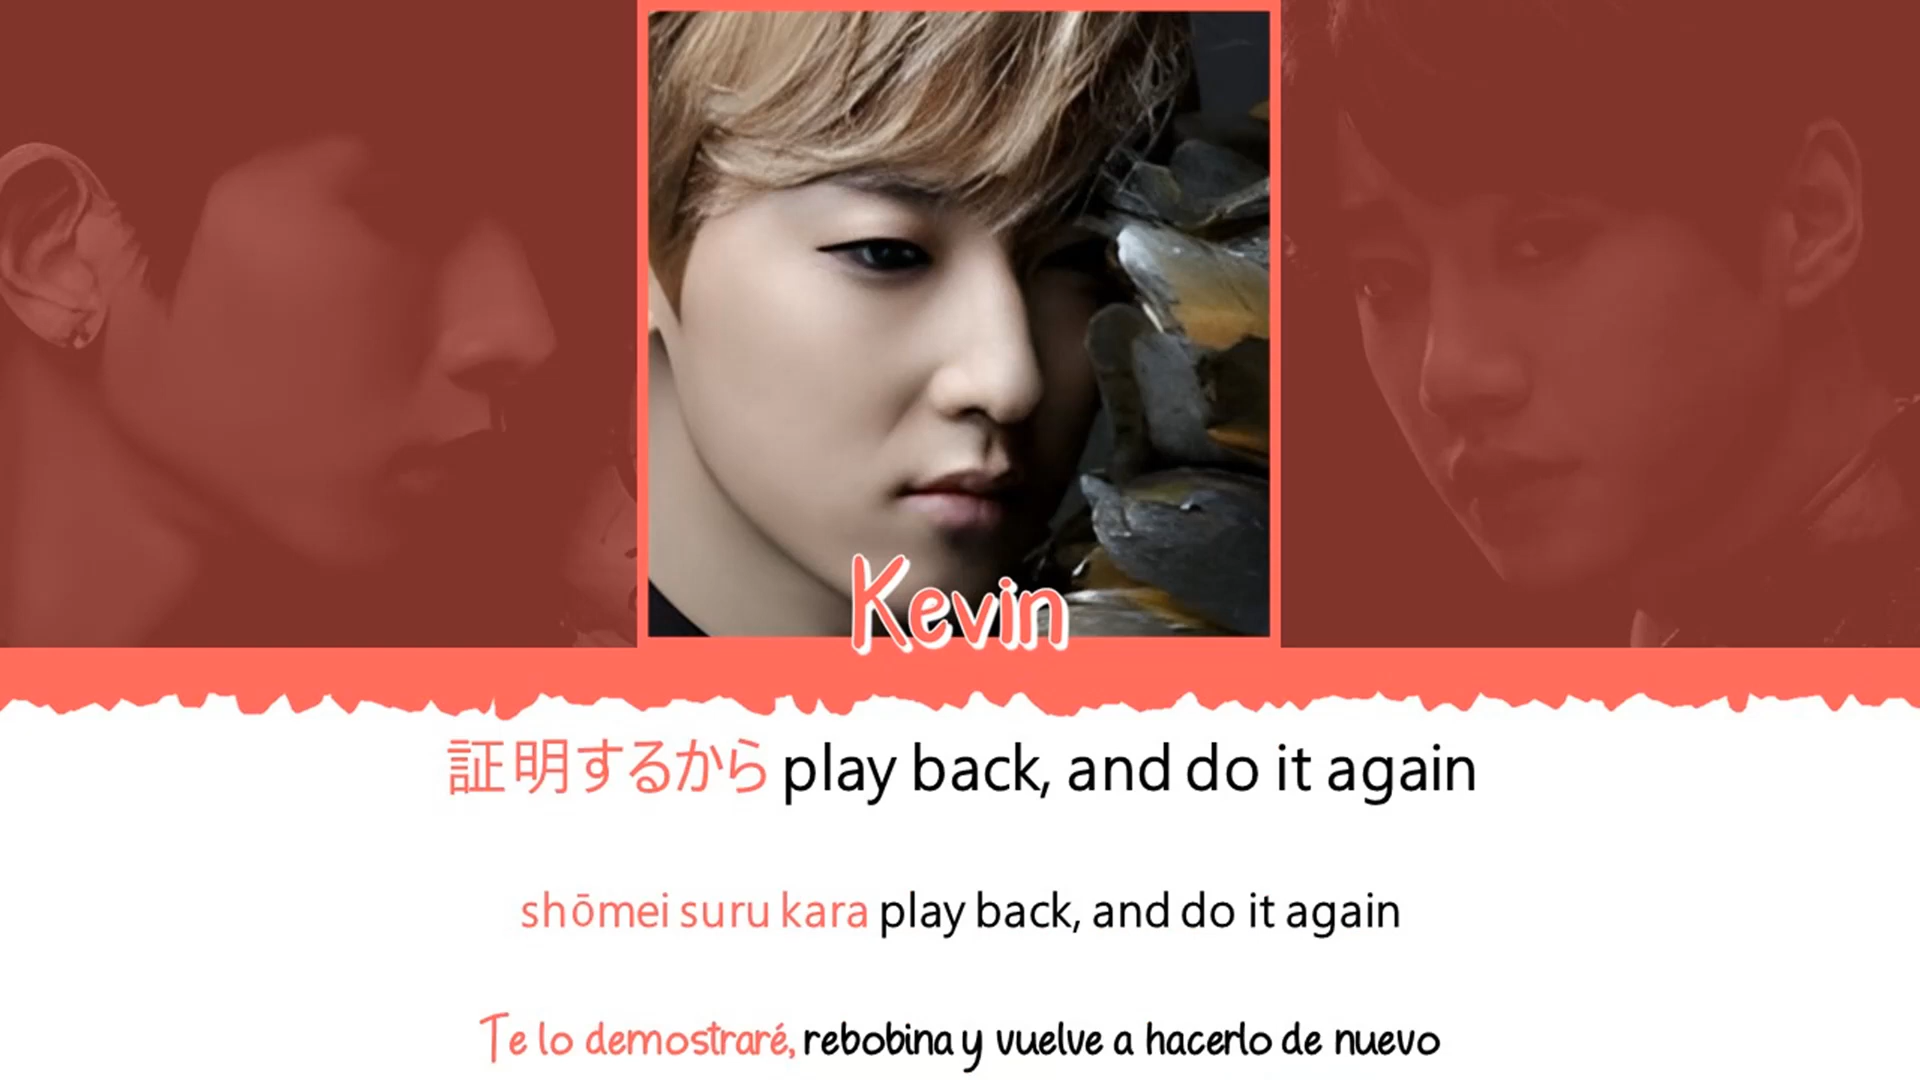 Kevin
証明するから play back, and do it again
shōmei suru kara play back, and do it again
Te lo demostraré, rebobina y vuelve a hacerlo de nuevo